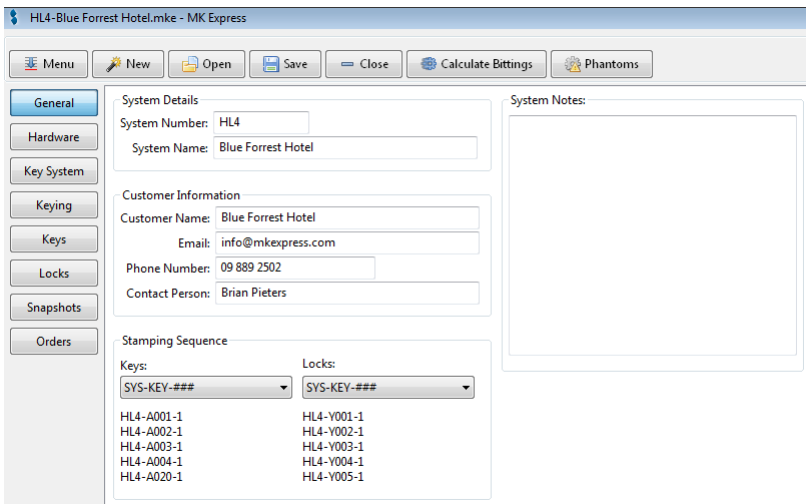 HL4-Blue Forrest Hotel.mke - MK Express
Menu New Open Save Close Calculate Bittings Phantoms
General
Hardware
Key System
Keying
Keys
Locks
Snapshots
Orders
System Details
System Number: HL4
System Name: Blue Forrest Hotel
Customer Information
Customer Name: Blue Forrest Hotel
Email: info@mkexpress.com
Phone Number: 09 889 2502
Contact Person: Brian Pieters
Stamping Sequence
Keys: Locks:
SYS-KEY-### SYS-KEY-###
HL4-A001-1 HL4-Y001-1
HL4-A002-1 HL4-Y002-1
HL4-A003-1 HL4-Y003-1
HL4-A004-1 HL4-Y004-1
HL4-A020-1 HL4-Y005-1
System Notes: